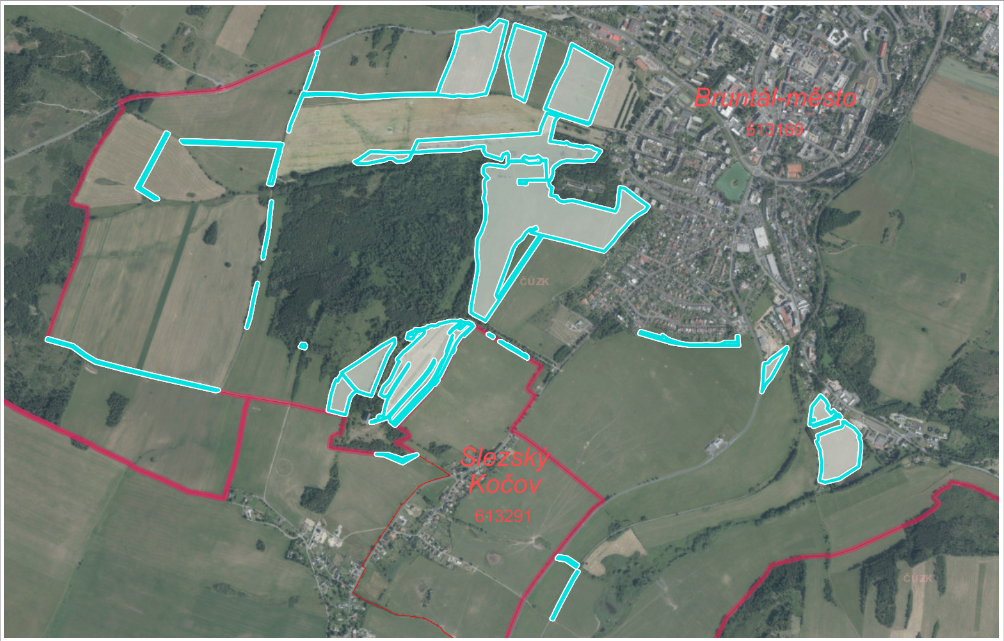 Bruntál-město
613169
ČÚZK
Slezský
Kočov
613291
ČÚZK